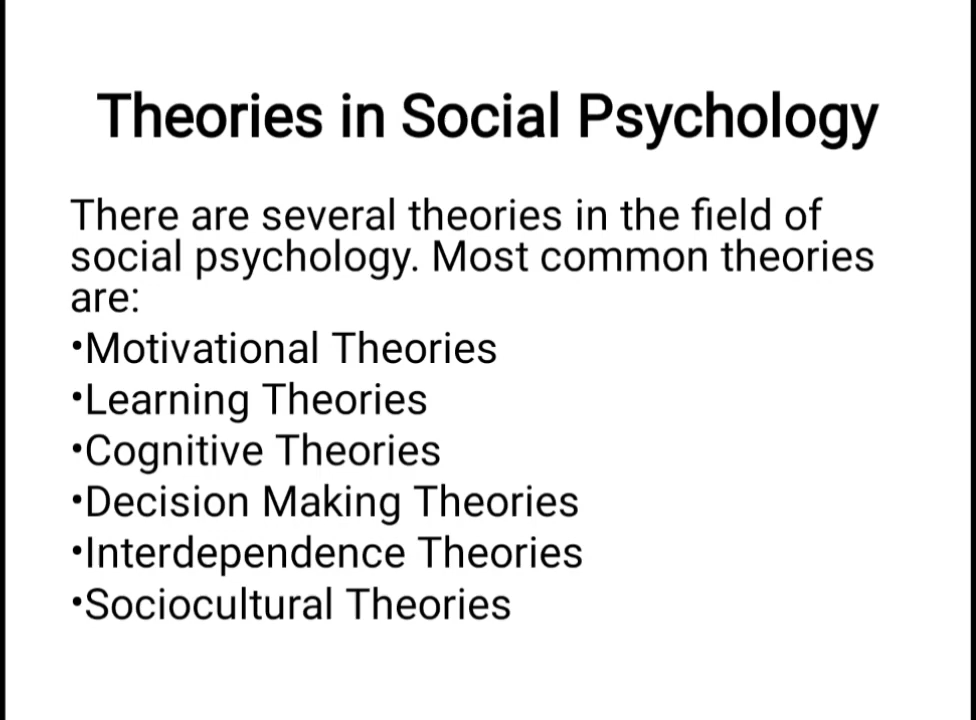 Theories in Social Psychology
There are several theories in the field of
social psychology. Most common theories
are:
•Motivational Theories
•Learning Theories
•Cognitive Theories
•Decision Making Theories
•Interdependence Theories
•Sociocultural Theories